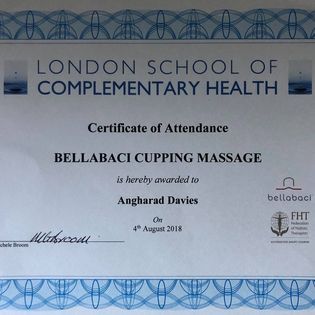 LONDON SCHOOL OF
COMPLEMENTARY HEALTH
Certificate of Attendance
BELLABACI CUPPING MASSAGE
is hereby awarded to
Angharad Davies
On
4th August 2018
bellabaci
FHT
Federation
of Holistic
Therapists
Broom